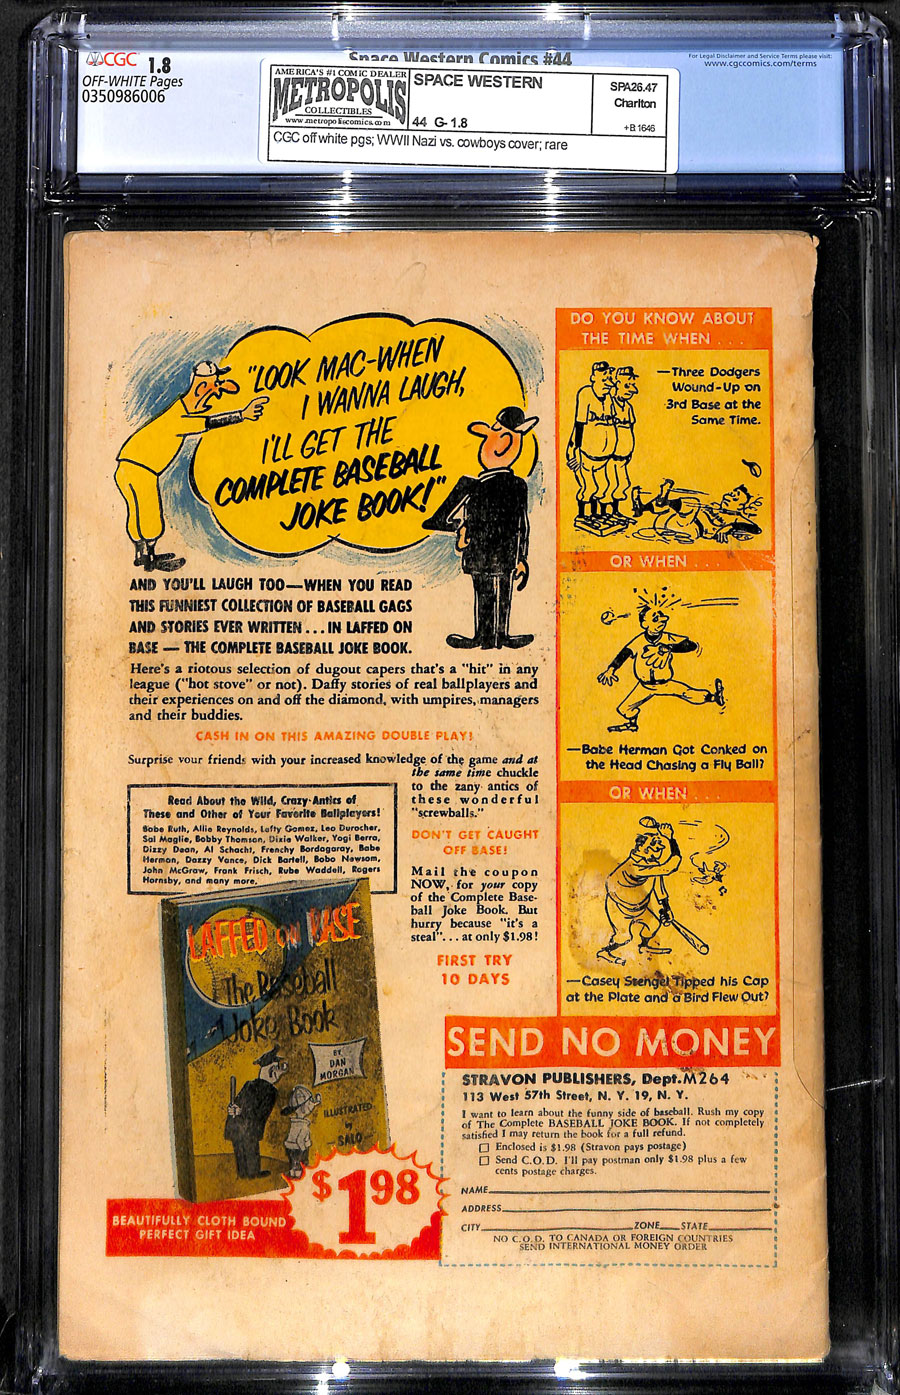 CGC 1.8
OFF-WHITE Pages
0350986006
Space Western Comics #44
For Legal Disclaimer and Service Terms please visit:
www.cgccomics.com/terms
AMERICA'S #1 COMIC DEALER
METROPOLIS
COLLECTIBLES
www.metropoliscomics.com
SPACE WESTERN
44 G- 1.8
SPA26.47
Charlton
+B 1646
CGC off white pgs; WWII Nazi vs. cowboys cover; rare
"LOOK MAC-WHEN
I WANNA LAUGH,
I'LL GET THE
COMPLETE BASEBALL
JOKE BOOK!"
AND YOU'LL LAUGH TOO—WHEN YOU READ
THIS FUNNIEST COLLECTION OF BASEBALL GAGS
AND STORIES EVER WRITTEN...IN LAFFED ON
BASE — THE COMPLETE BASEBALL JOKE BOOK.
Here's a riotous selection of dugout capers that's a "hit" in any
league ("hot stove" or not). Daffy stories of real ballplayers and
their experiences on and off the diamond, with umpires, managers
and their buddies.
CASH IN ON THIS AMAZING DOUBLE PLAY!
Surprise your friends with your increased knowledge of the game and at
the same time chuckle
to the zany antics of
these wonderful
"screwballs."
DON'T GET CAUGHT
OFF BASE!
Mail the coupon
NOW, for your copy
of the Complete Base-
ball Joke Book. But
hurry because "it's a
steal"... at only $1.98!
FIRST TRY
10 DAYS
Read About the Wild, Crazy Antics of
These and Other of Your Favorite Ballplayers!
Babe Ruth, Allie Reynolds, Lefty Gomez, Leo Durocher,
Sal Maglie, Bobby Thomson, Dixie Walker, Yogi Berra,
Dizzy Dean, Al Schacht, Frenchy Bordagaray, Babe
Herman, Dazzy Vance, Dick Bartell, Bobo Newsom,
John McGraw, Frank Frisch, Rube Waddell, Rogers
Hornsby, and many more.
LAFFED ON BASE
The Baseball
Joke Book
BY
DAN
MORGAN
ILLUSTRATED
by
SALO
$1.98
BEAUTIFULLY CLOTH BOUND
PERFECT GIFT IDEA
DO YOU KNOW ABOUT
THE TIME WHEN . . .
—Three Dodgers
Wound-Up on
3rd Base at the
Same Time.
OR WHEN . . .
—Babe Herman Got Conked on
the Head Chasing a Fly Ball?
OR WHEN . . .
—Casey Stengel Tipped his Cap
at the Plate and a Bird Flew Out?
SEND NO MONEY
STRAVON PUBLISHERS, Dept. M264
113 West 57th Street, N. Y. 19, N. Y.
I want to learn about the funny side of baseball. Rush my copy
of The Complete BASEBALL JOKE BOOK. If not completely
satisfied I may return the book for a full refund.
Enclosed is $1.98 (Stravon pays postage)
Send C.O.D. I'll pay postman only $1.98 plus a few
cents postage charges.
NAME
ADDRESS
CITY ZONE STATE
NO C.O.D. TO CANADA OR FOREIGN COUNTRIES
SEND INTERNATIONAL MONEY ORDER